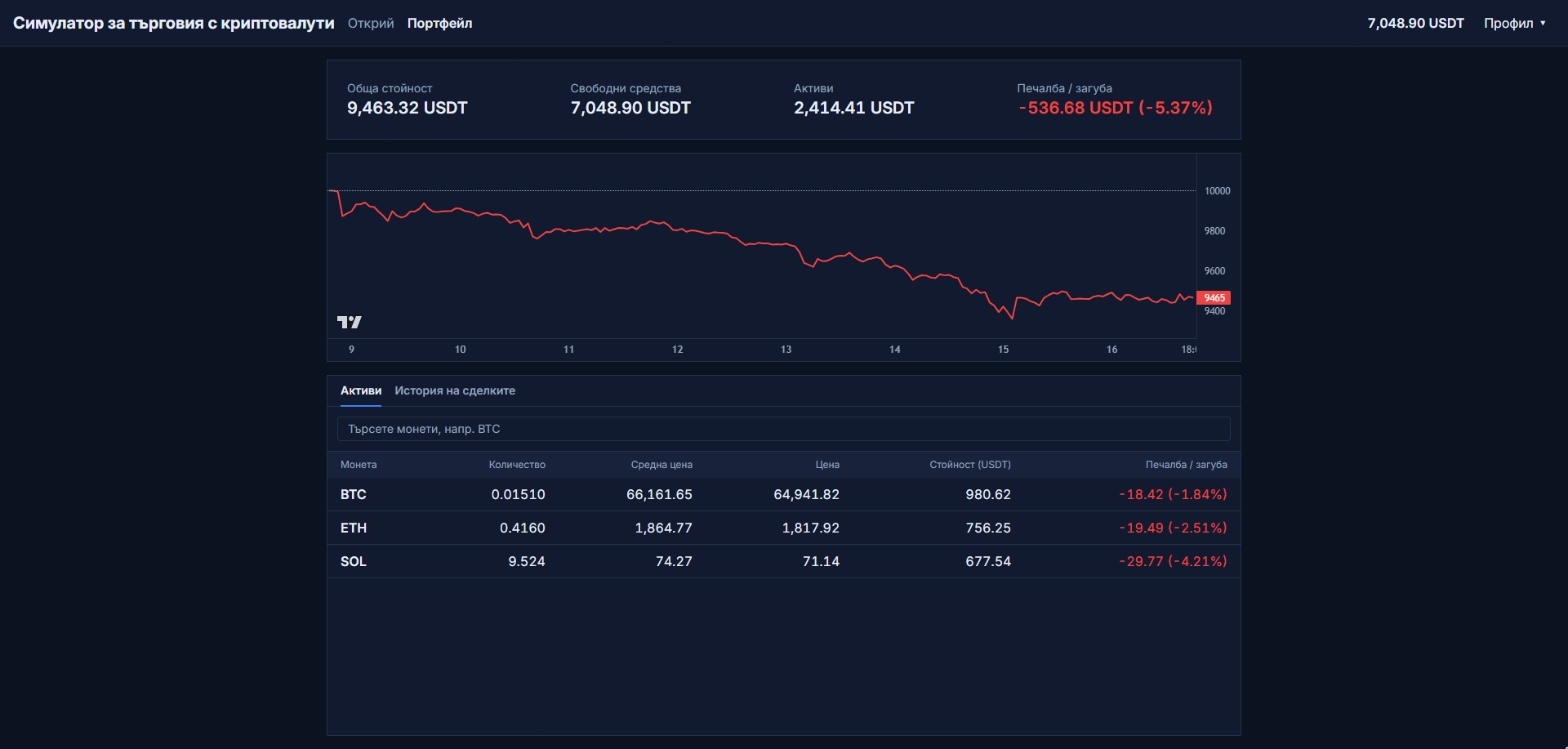 Симулатор за търговия с криптовалути Открий Портфейл 7,048.90 USDT Профил
Обща стойност Свободни средства Активи Печалба / загуба
9,463.32 USDT 7,048.90 USDT 2,414.41 USDT -536.68 USDT (-5.37%)
10000
9800
9600
9465
9400
9 10 11 12 13 14 15 16 18:
Активи История на сделките
Търсете монети, напр. BTC
Монета Количество Средна цена Цена Стойност (USDT) Печалба / загуба
BTC 0.01510 66,161.65 64,941.82 980.62 -18.42 (-1.84%)
ETH 0.4160 1,864.77 1,817.92 756.25 -19.49 (-2.51%)
SOL 9.524 74.27 71.14 677.54 -29.77 (-4.21%)